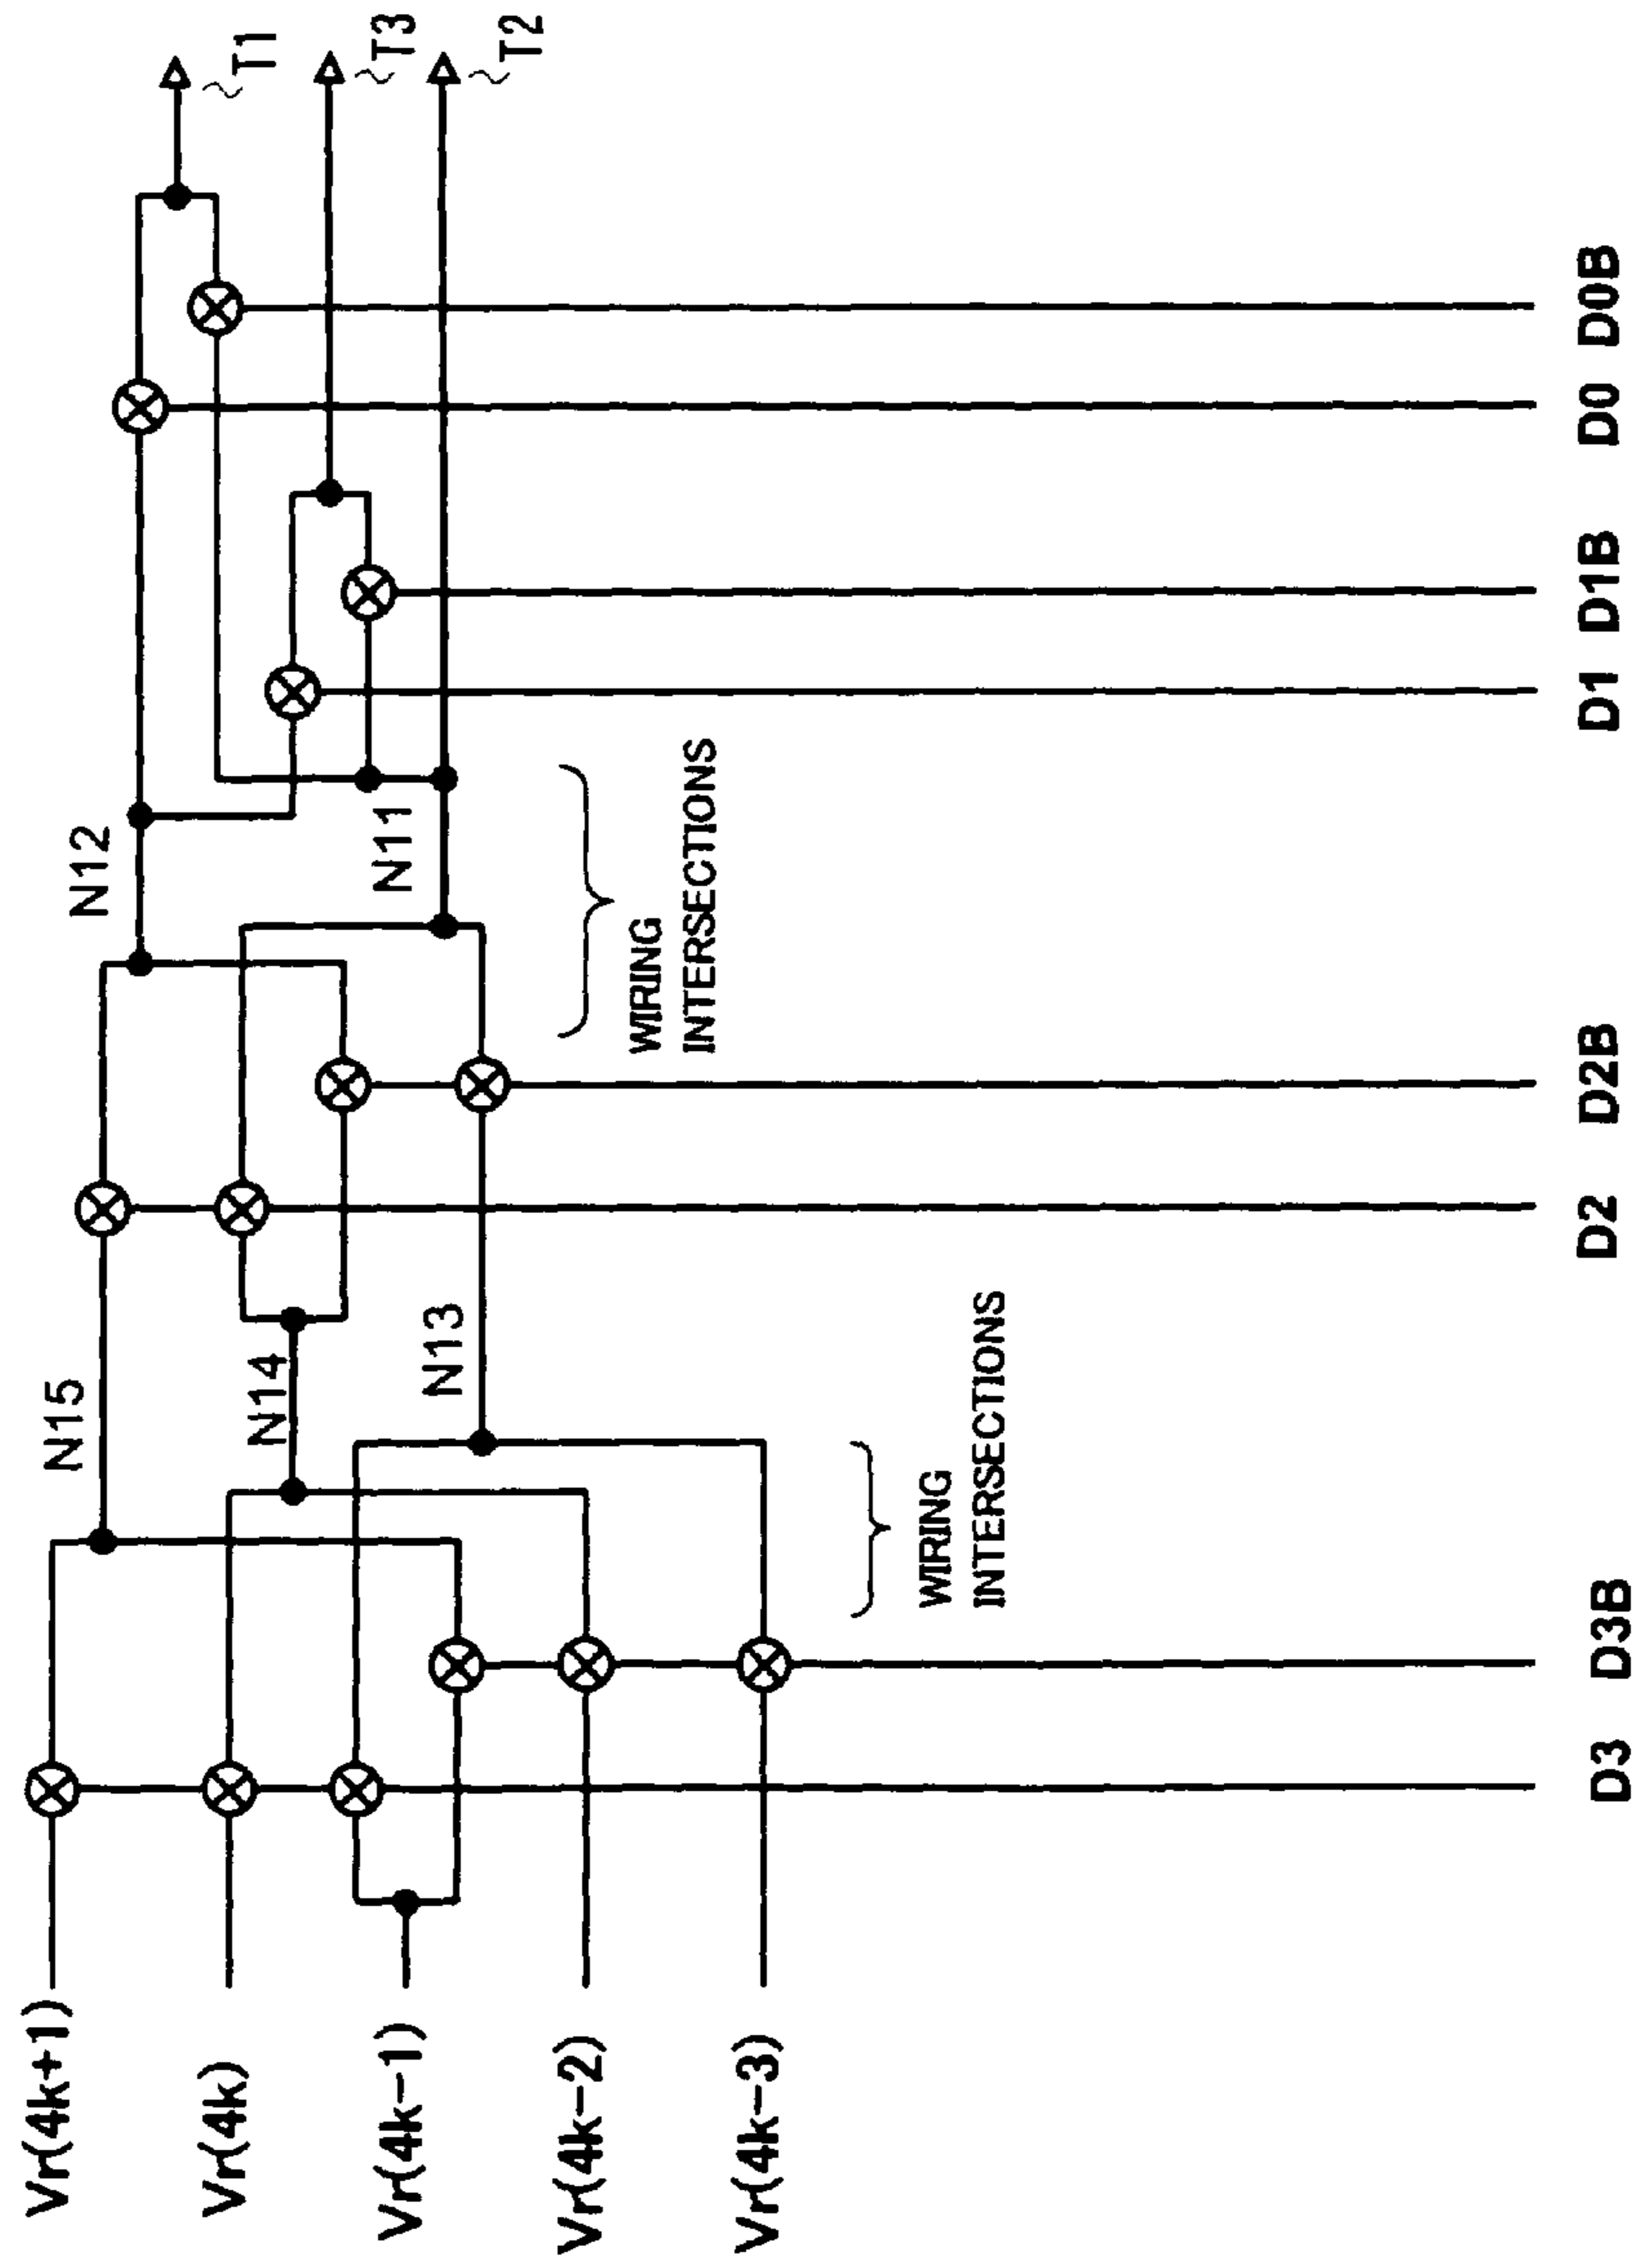 Vr(4k+1)
Vr(4k)
Vr(4k-1)
Vr(4k-2)
Vr(4k-3)
N15
N14
N13
N12
N11
WIRING
INTERSECTIONS
WIRING
INTERSECTIONS
T1
T3
T2
D3
D3B
D2
D2B
D1
D1B
D0
D0B